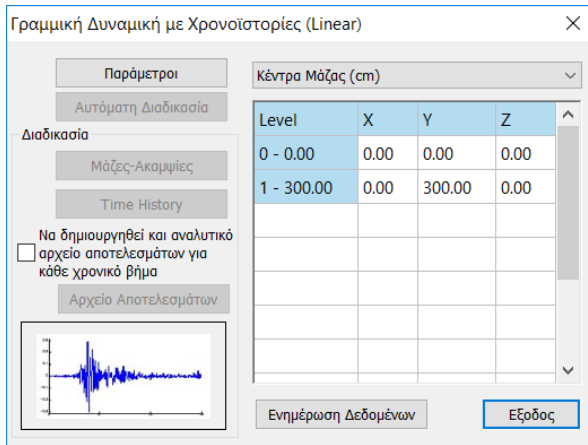 Γραμμική Δυναμική με Χρονοϊστορίες (Linear)
Παράμετροι
Αυτόματη Διαδικασία
Διαδικασία
Μάζες-Ακαμψίες
Time History
Να δημιουργηθεί και αναλυτικό
αρχείο αποτελεσμάτων για
κάθε χρονικό βήμα
Αρχείο Αποτελεσμάτων
Κέντρα Μάζας (cm)
Level X Y Z
0 - 0.00 0.00 0.00 0.00
1 - 300.00 0.00 300.00 0.00
Ενημέρωση Δεδομένων
Εξοδος